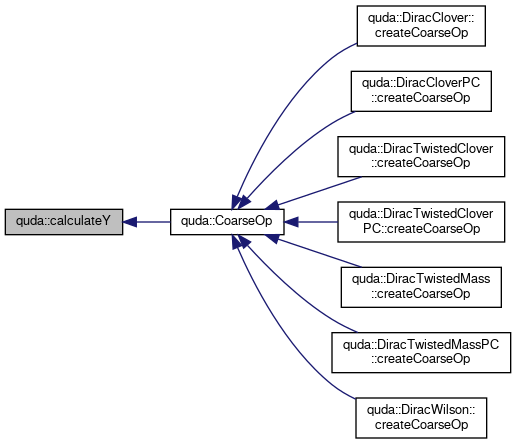 quda::calculateY
quda::CoarseOp
quda::DiracClover::
createCoarseOp
quda::DiracCloverPC
::createCoarseOp
quda::DiracTwistedClover
::createCoarseOp
quda::DiracTwistedClover
PC::createCoarseOp
quda::DiracTwistedMass
::createCoarseOp
quda::DiracTwistedMassPC
::createCoarseOp
quda::DiracWilson::
createCoarseOp